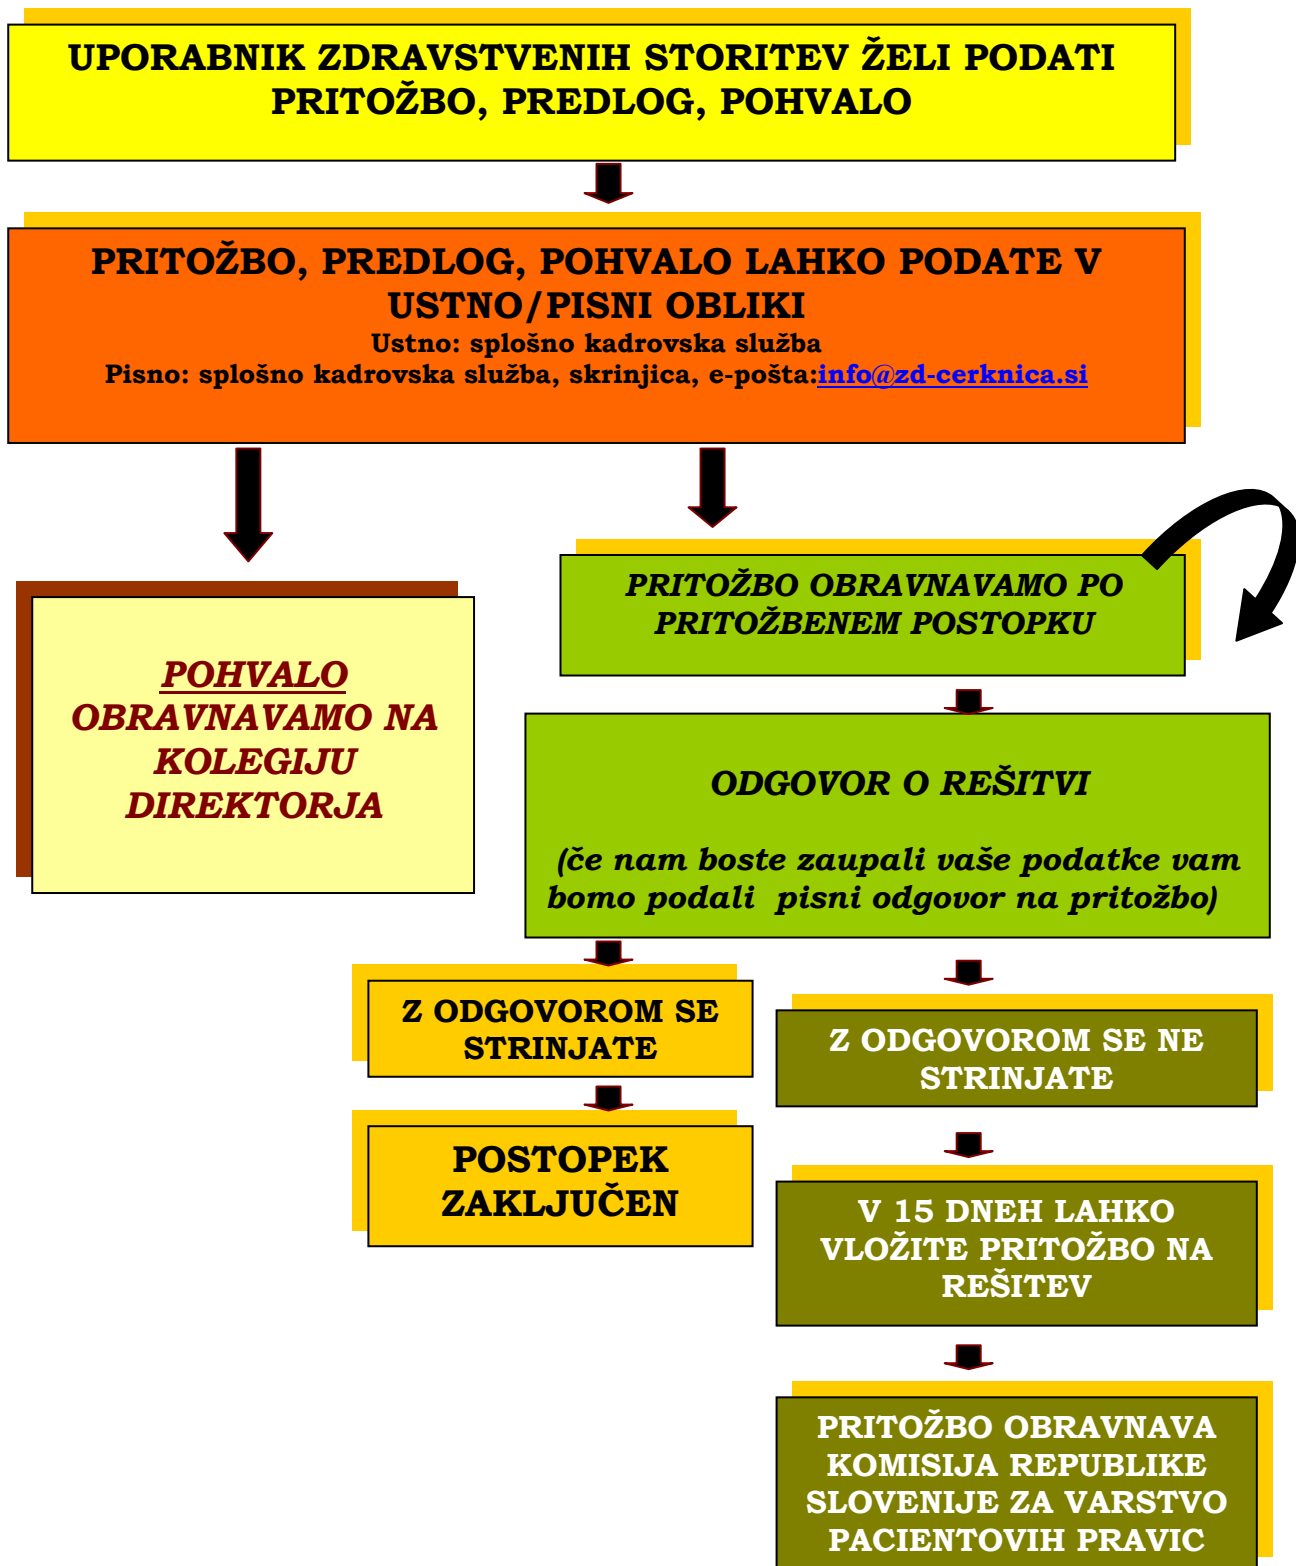 UPORABNIK ZDRAVSTVENIH STORITEV ŽELI PODATI
PRITOŽBO, PREDLOG, POHVALO
PRITOŽBO, PREDLOG, POHVALO LAHKO PODATE V
USTNO/PISNI OBLIKI
Ustno: splošno kadrovska služba
Pisno: splošno kadrovska služba, skrinjica, e-pošta:info@zd-cerknica.si
POHVALO
OBRAVNAVAMO NA
KOLEGIJU
DIREKTORJA
PRITOŽBO OBRAVNAVAMO PO
PRITOŽBENEM POSTOPKU
ODGOVOR O REŠITVI
(če nam boste zaupali vaše podatke vam
bomo podali pisni odgovor na pritožbo)
Z ODGOVOROM SE
STRINJATE
POSTOPEK
ZAKLJUČEN
Z ODGOVOROM SE NE
STRINJATE
V 15 DNEH LAHKO
VLOŽITE PRITOŽBO NA
REŠITEV
PRITOŽBO OBRAVNAVA
KOMISIJA REPUBLIKE
SLOVENIJE ZA VARSTVO
PACIENTOVIH PRAVIC